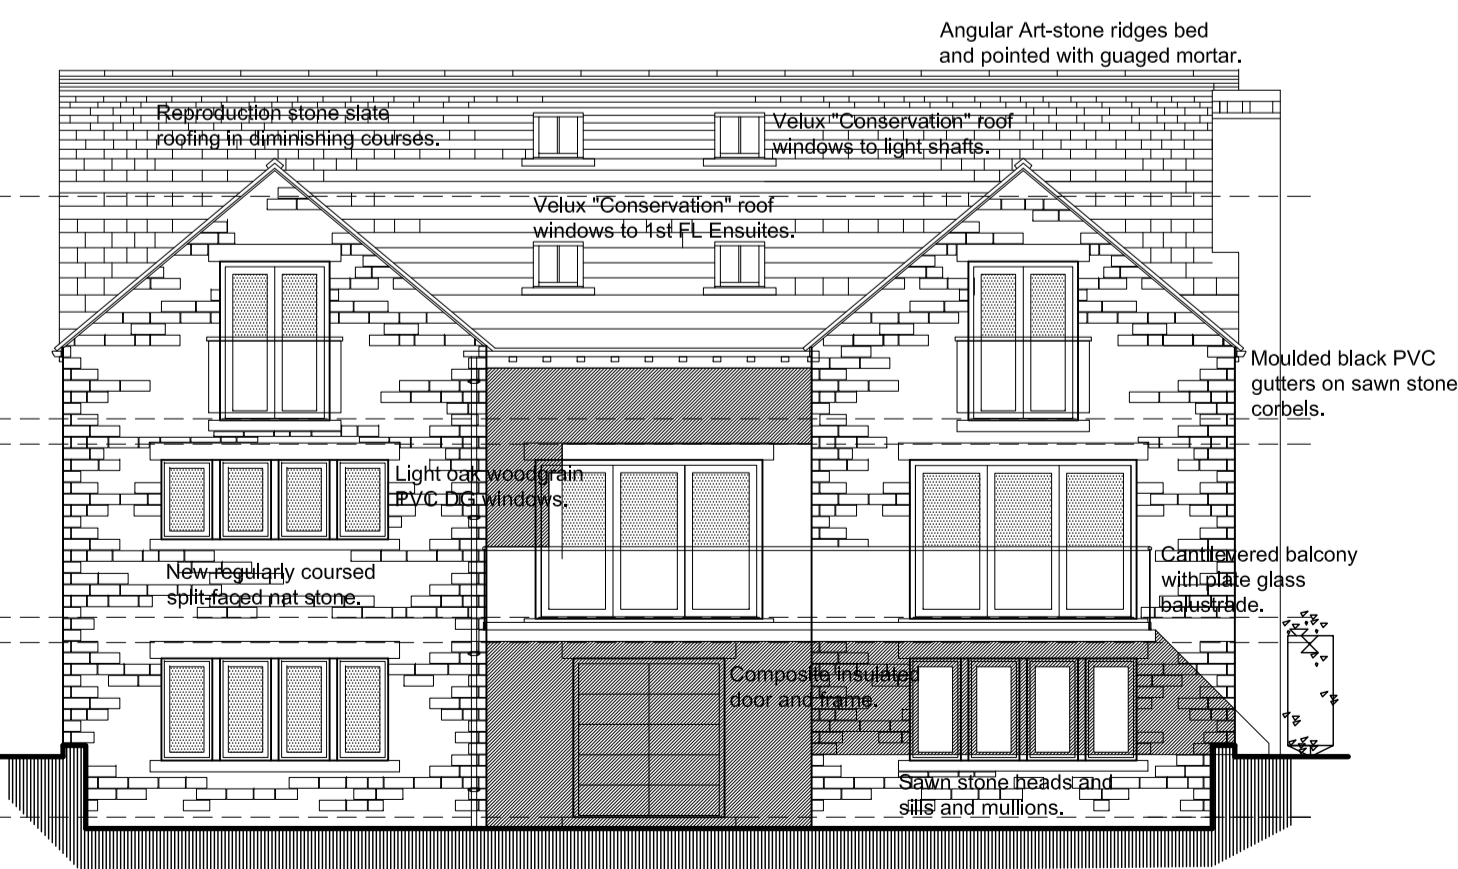 Angular Art-stone ridges bed
and pointed with guaged mortar.
Reproduction stone slate
roofing in diminishing courses.
Velux "Conservation" roof
windows to light shafts.
Velux "Conservation" roof
windows to 1st FL Ensuites.
Moulded black PVC
gutters on sawn stone
corbels.
Light oak woodgrain
PVC DG windows.
New regularly coursed
split-faced nat stone.
Cantilevered balcony
with plate glass
balustrade.
Composite insulated
door and frame.
Sawn stone heads and
sills and mullions.